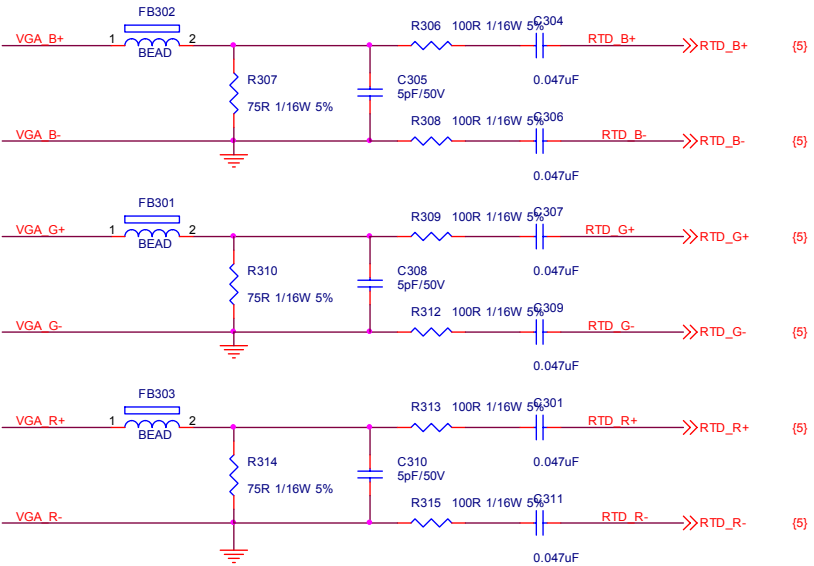 FB302
VGA_B+ 1 2
BEAD
R306 100R 1/16W 5% C304
RTD_B+ RTD_B+ {5}
R307
75R 1/16W 5%
C305
5pF/50V
0.047uF
R308 100R 1/16W 5% C306
VGA_B- RTD_B- RTD_B- {5}
0.047uF
FB301
VGA_G+ 1 2
BEAD
R309 100R 1/16W 5% C307
RTD_G+ RTD_G+ {5}
R310
75R 1/16W 5%
C308
5pF/50V
0.047uF
R312 100R 1/16W 5% C309
VGA_G- RTD_G- RTD_G- {5}
0.047uF
FB303
VGA_R+ 1 2
BEAD
R313 100R 1/16W 5% C301
RTD_R+ RTD_R+ {5}
R314
75R 1/16W 5%
C310
5pF/50V
0.047uF
R315 100R 1/16W 5% C311
VGA_R- RTD_R- RTD_R- {5}
0.047uF